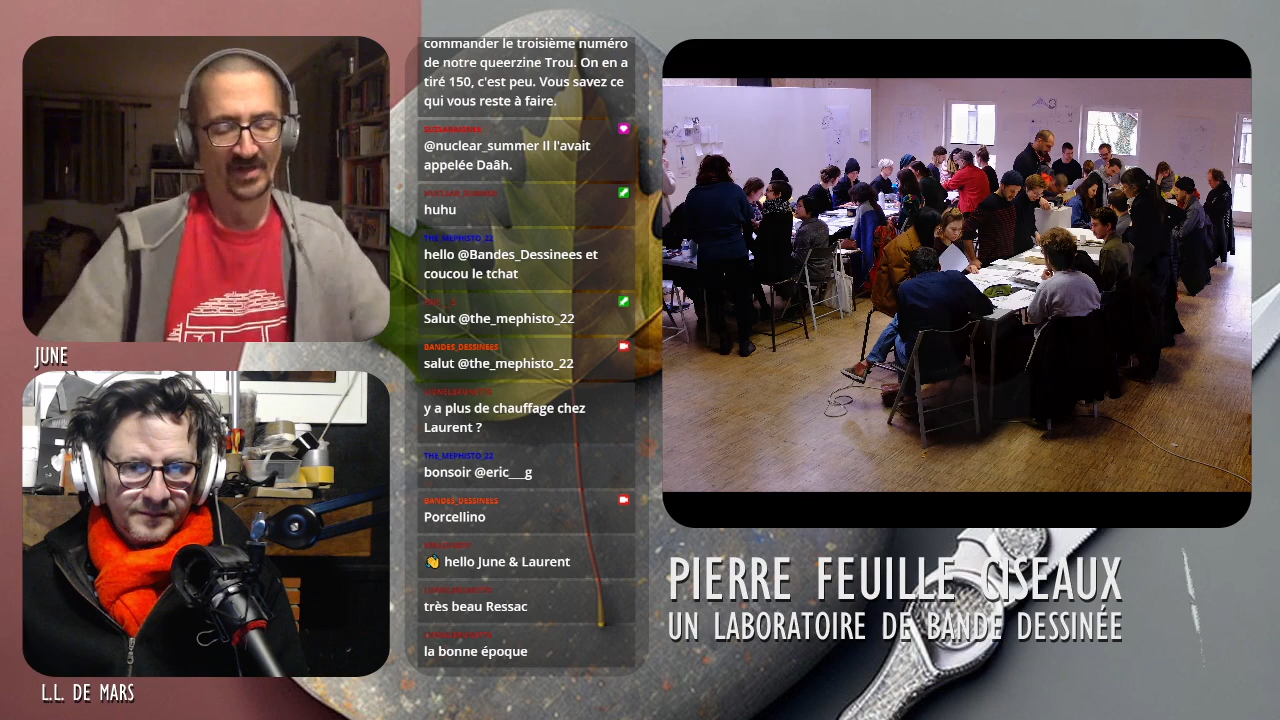 JUNE
L.L. DE MARS
commander le troisième numéro
de notre queerzine Trou. On en a
tiré 150, c'est peu. Vous savez ce
qui vous reste à faire.
@nuclear_summer Il l'avait
appelée Daâh.
NUCLEAR_SUMMER
huhu
THE_MEPHISTO_22
hello @Bandes_Dessinees et
coucou le tchat
Salut @the_mephisto_22
BANDES_DESSINEES
salut @the_mephisto_22
y a plus de chauffage chez
Laurent ?
THE_MEPHISTO_22
bonsoir @eric___g
BANDES_DESSINEES
Porcellino
👏 hello June & Laurent
très beau Ressac
la bonne époque
PIERRE FEUILLE CISEAUX
UN LABORATOIRE DE BANDE DESSINÉE